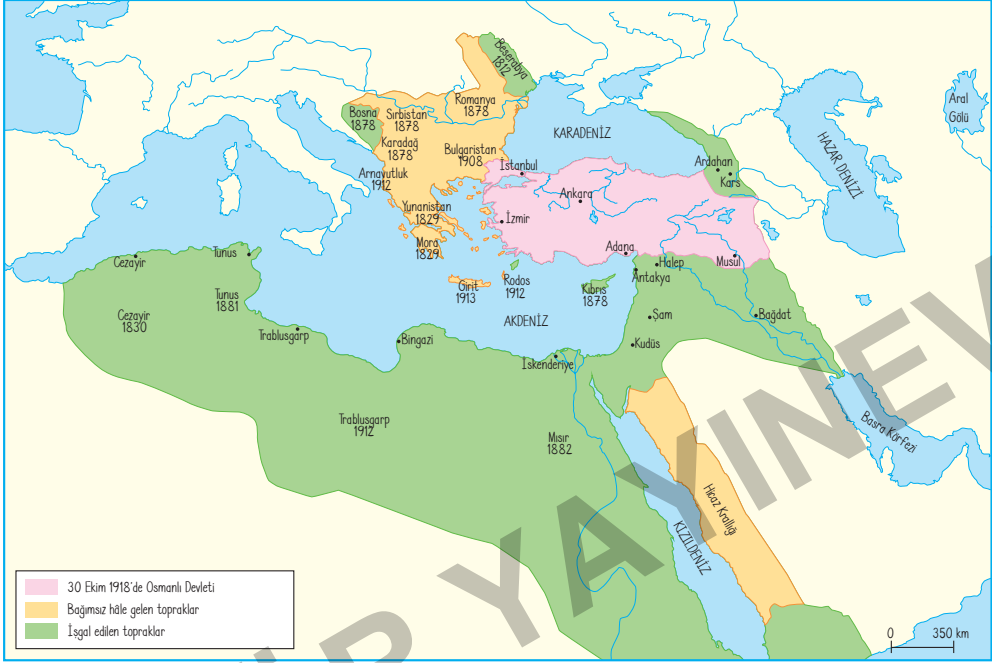 Beserabya
1812
Romanya
1878
Bosna
1878
Sırbistan
1878
Karadağ
1878
Bulgaristan
1908
Arnavutluk
1912
Yunanistan
1829
Mora
1829
Girit
1913
Rodos
1912
Kıbrıs
1878
KARADENİZ
HAZAR DENİZİ
Aral
Gölü
İstanbul
Ankara
İzmir
Adana
Ardahan
Kars
Musul
Halep
Antakya
Şam
Kudüs
Bağdat
Cezayir
Tunus
Tunus
1881
Cezayir
1830
Trablusgarp
Bingazi
AKDENİZ
İskenderiye
Trablusgarp
1912
Mısır
1882
Basra Körfezi
Hicaz Krallığı
KIZILDENİZ
30 Ekim 1918'de Osmanlı Devleti
Bağımsız hâle gelen topraklar
İşgal edilen topraklar
0 350 km
YAYINEV